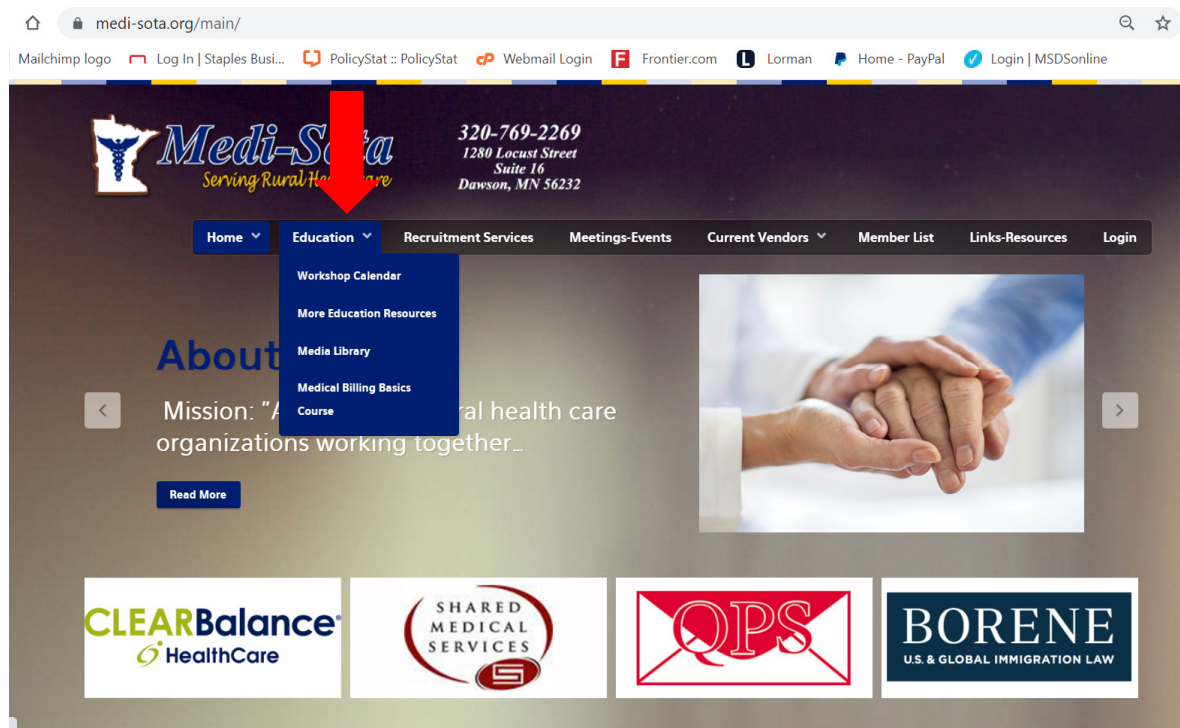 medi-sota.org/main/
Mailchimp logo Log In | Staples Busi... PolicyStat :: PolicyStat Webmail Login Frontier.com Lorman Home - PayPal Login | MSDSonline
Medi-Sota
Serving Rural
320-769-2269
1280 Locust Street
Suite 16
Dawson, MN 56232
Home Education Recruitment Services Meetings-Events Current Vendors Member List Links-Resources Login
Workshop Calendar
More Education Resources
Media Library
Medical Billing Basics
Course
About
Mission: "A ral health care
organizations working together...
Read More
CLEARBalance®
HealthCare
SHARED
MEDICAL
SERVICES
S
QPS
BORENE
U.S. & GLOBAL IMMIGRATION LAW